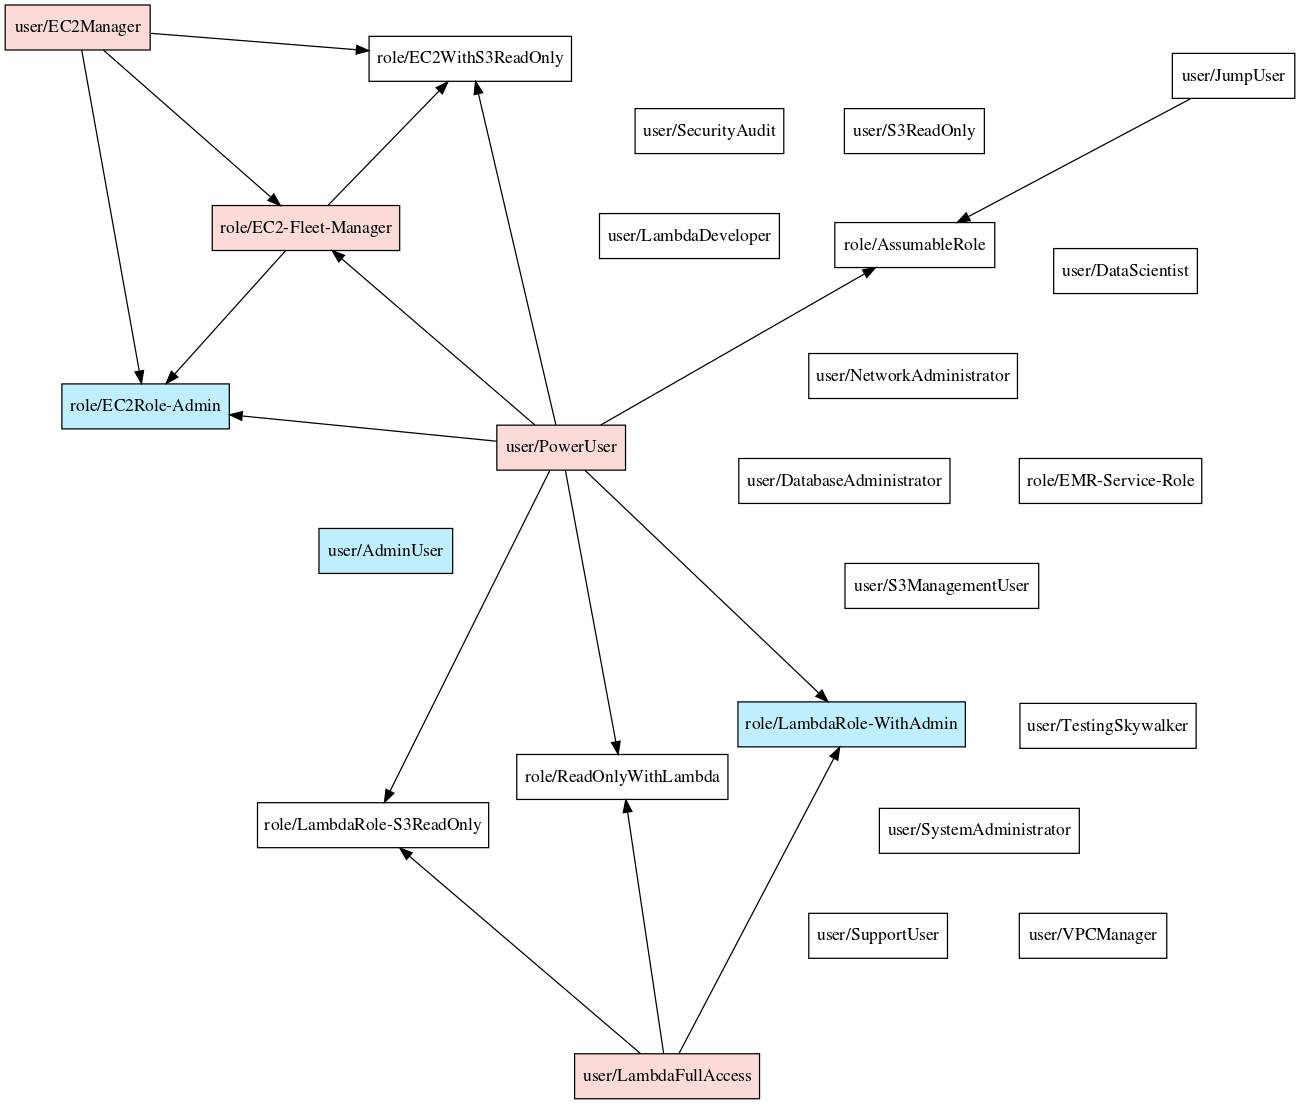 user/EC2Manager
role/EC2WithS3ReadOnly
user/JumpUser
user/SecurityAudit
user/S3ReadOnly
role/EC2-Fleet-Manager
user/LambdaDeveloper
role/AssumableRole
user/DataScientist
user/NetworkAdministrator
role/EC2Role-Admin
user/PowerUser
user/DatabaseAdministrator
role/EMR-Service-Role
user/AdminUser
user/S3ManagementUser
role/LambdaRole-WithAdmin
user/TestingSkywalker
role/ReadOnlyWithLambda
role/LambdaRole-S3ReadOnly
user/SystemAdministrator
user/SupportUser
user/VPCManager
user/LambdaFullAccess